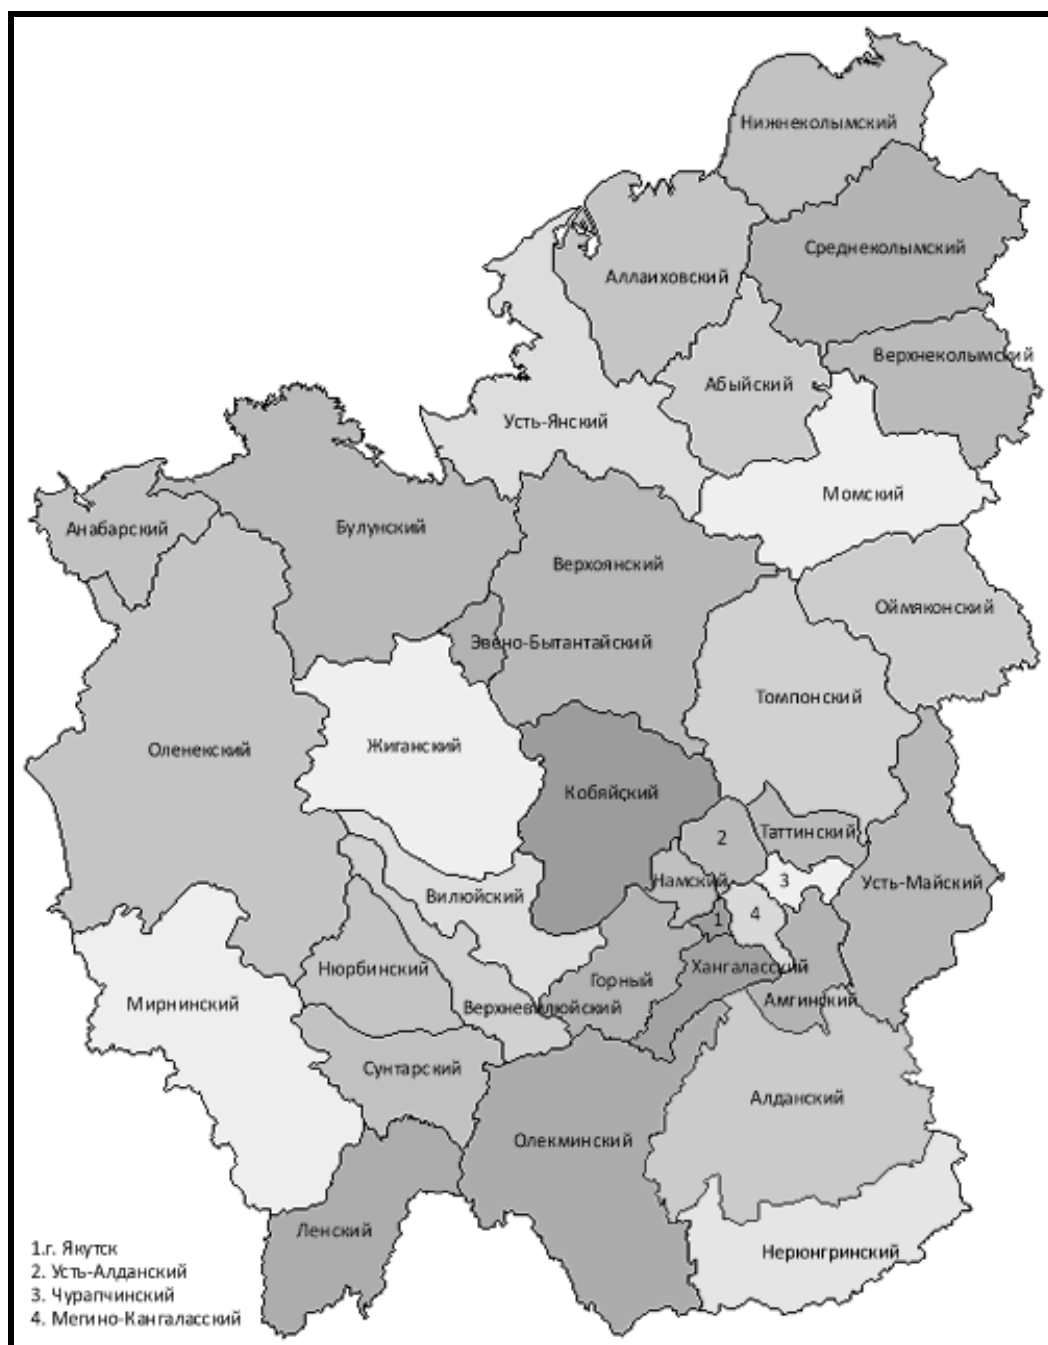 Нижнеколымский
Среднеколымский
Аллаиховский
Верхнеколымский
Абыйский
Усть-Янский
Момский
Анабарский
Булунский
Верхоянский
Оймяконский
Эвено-Бытантайский
Томпонский
Жиганский
Оленекский
Кобяйский
2
Таттинский
Намский
3
Усть-Майский
Вилюйский
4
1
Хангаласский
Нюрбинский
Горный
Мирнинский
Верхневилюйский
Амгинский
Сунтарский
Алданский
Олекминский
Ленский
Нерюнгринский
1.г. Якутск
2. Усть-Алданский
3. Чурапчинский
4. Мегино-Кангаласский